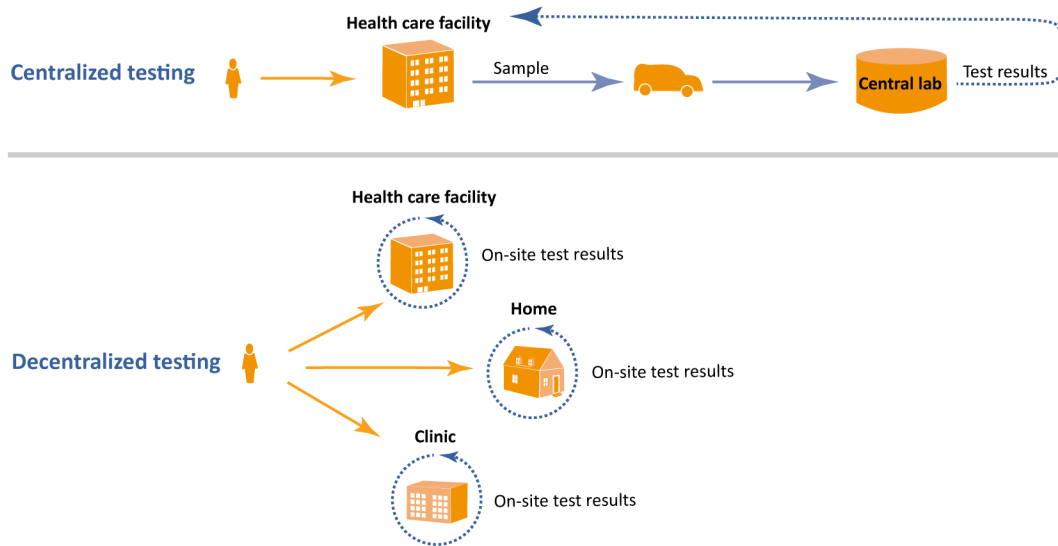 Health care facility
Centralized testing
Sample
Central lab
Test results
Health care facility
On-site test results
Home
Decentralized testing
On-site test results
Clinic
On-site test results